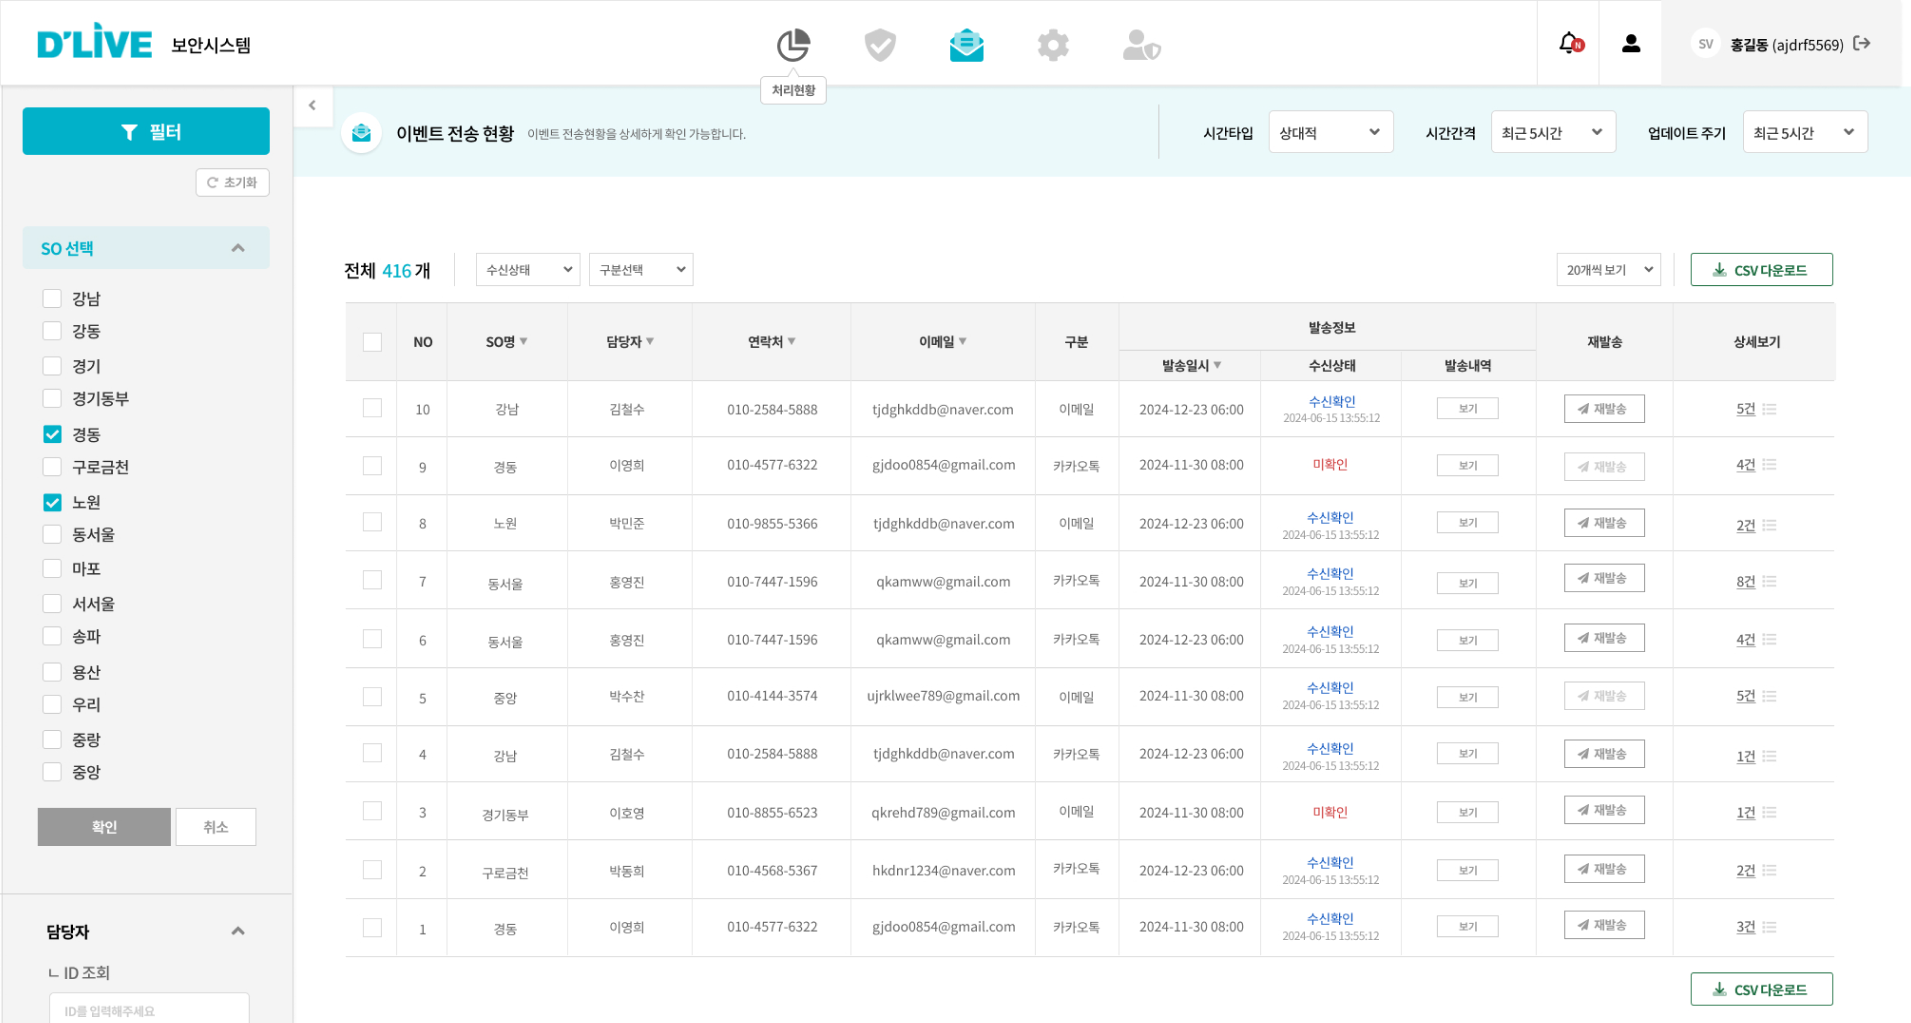 D'LIVE 보안시스템
처리현황
N
SV 홍길동 (ajdrf5569)
필터
초기화
SO 선택
강남
강동
경기
경기동부
경동
구로금천
노원
동서울
마포
서서울
송파
용산
우리
중랑
중앙
확인 취소
담당자
ㄴ ID 조회
ID를 입력해주세요
이벤트 전송 현황 이벤트 전송현황을 상세하게 확인 가능합니다.
시간타입 상대적 시간간격 최근 5시간 업데이트 주기 최근 5시간
전체 416 개 수신상태 구분선택 20개씩 보기 CSV 다운로드
NO SO명 ▼ 담당자 ▼ 연락처 ▼ 이메일 ▼ 구분 발송정보 재발송 상세보기
발송일시 ▼ 수신상태 발송내역
10 강남 김철수 010-2584-5888 tjdghkddb@naver.com 이메일 2024-12-23 06:00 수신확인 보기 재발송 5건
2024-06-15 13:55:12
9 경동 이영희 010-4577-6322 gjdoo0854@gmail.com 카카오톡 2024-11-30 08:00 미확인 보기 재발송 4건
8 노원 박민준 010-9855-5366 tjdghkddb@naver.com 이메일 2024-12-23 06:00 수신확인 보기 재발송 2건
2024-06-15 13:55:12
7 동서울 홍영진 010-7447-1596 qkamww@gmail.com 카카오톡 2024-11-30 08:00 수신확인 보기 재발송 8건
2024-06-15 13:55:12
6 동서울 홍영진 010-7447-1596 qkamww@gmail.com 카카오톡 2024-12-23 06:00 수신확인 보기 재발송 4건
2024-06-15 13:55:12
5 중앙 박수찬 010-4144-3574 ujrklwee789@gmail.com 이메일 2024-11-30 08:00 수신확인 보기 재발송 5건
2024-06-15 13:55:12
4 강남 김철수 010-2584-5888 tjdghkddb@naver.com 카카오톡 2024-12-23 06:00 수신확인 보기 재발송 1건
2024-06-15 13:55:12
3 경기동부 이호영 010-8855-6523 qkrehd789@gmail.com 이메일 2024-11-30 08:00 미확인 보기 재발송 1건
2 구로금천 박동희 010-4568-5367 hkdnr1234@naver.com 카카오톡 2024-12-23 06:00 수신확인 보기 재발송 2건
2024-06-15 13:55:12
1 경동 이영희 010-4577-6322 gjdoo0854@gmail.com 카카오톡 2024-11-30 08:00 수신확인 보기 재발송 3건
2024-06-15 13:55:12
CSV 다운로드